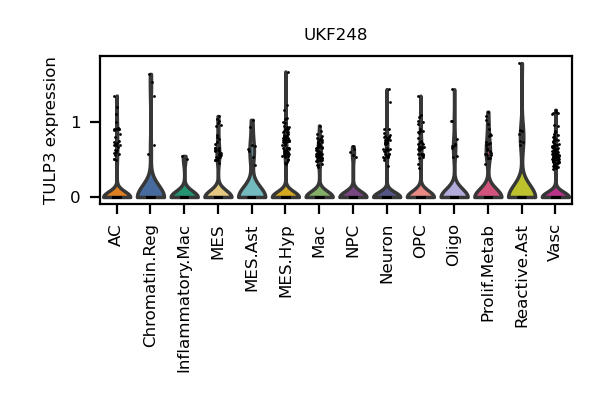 UKF248
TULP3 expression
1
0
AC
Chromatin.Reg
Inflammatory.Mac
MES
MES.Ast
MES.Hyp
Mac
NPC
Neuron
OPC
Oligo
Prolif.Metab
Reactive.Ast
Vasc